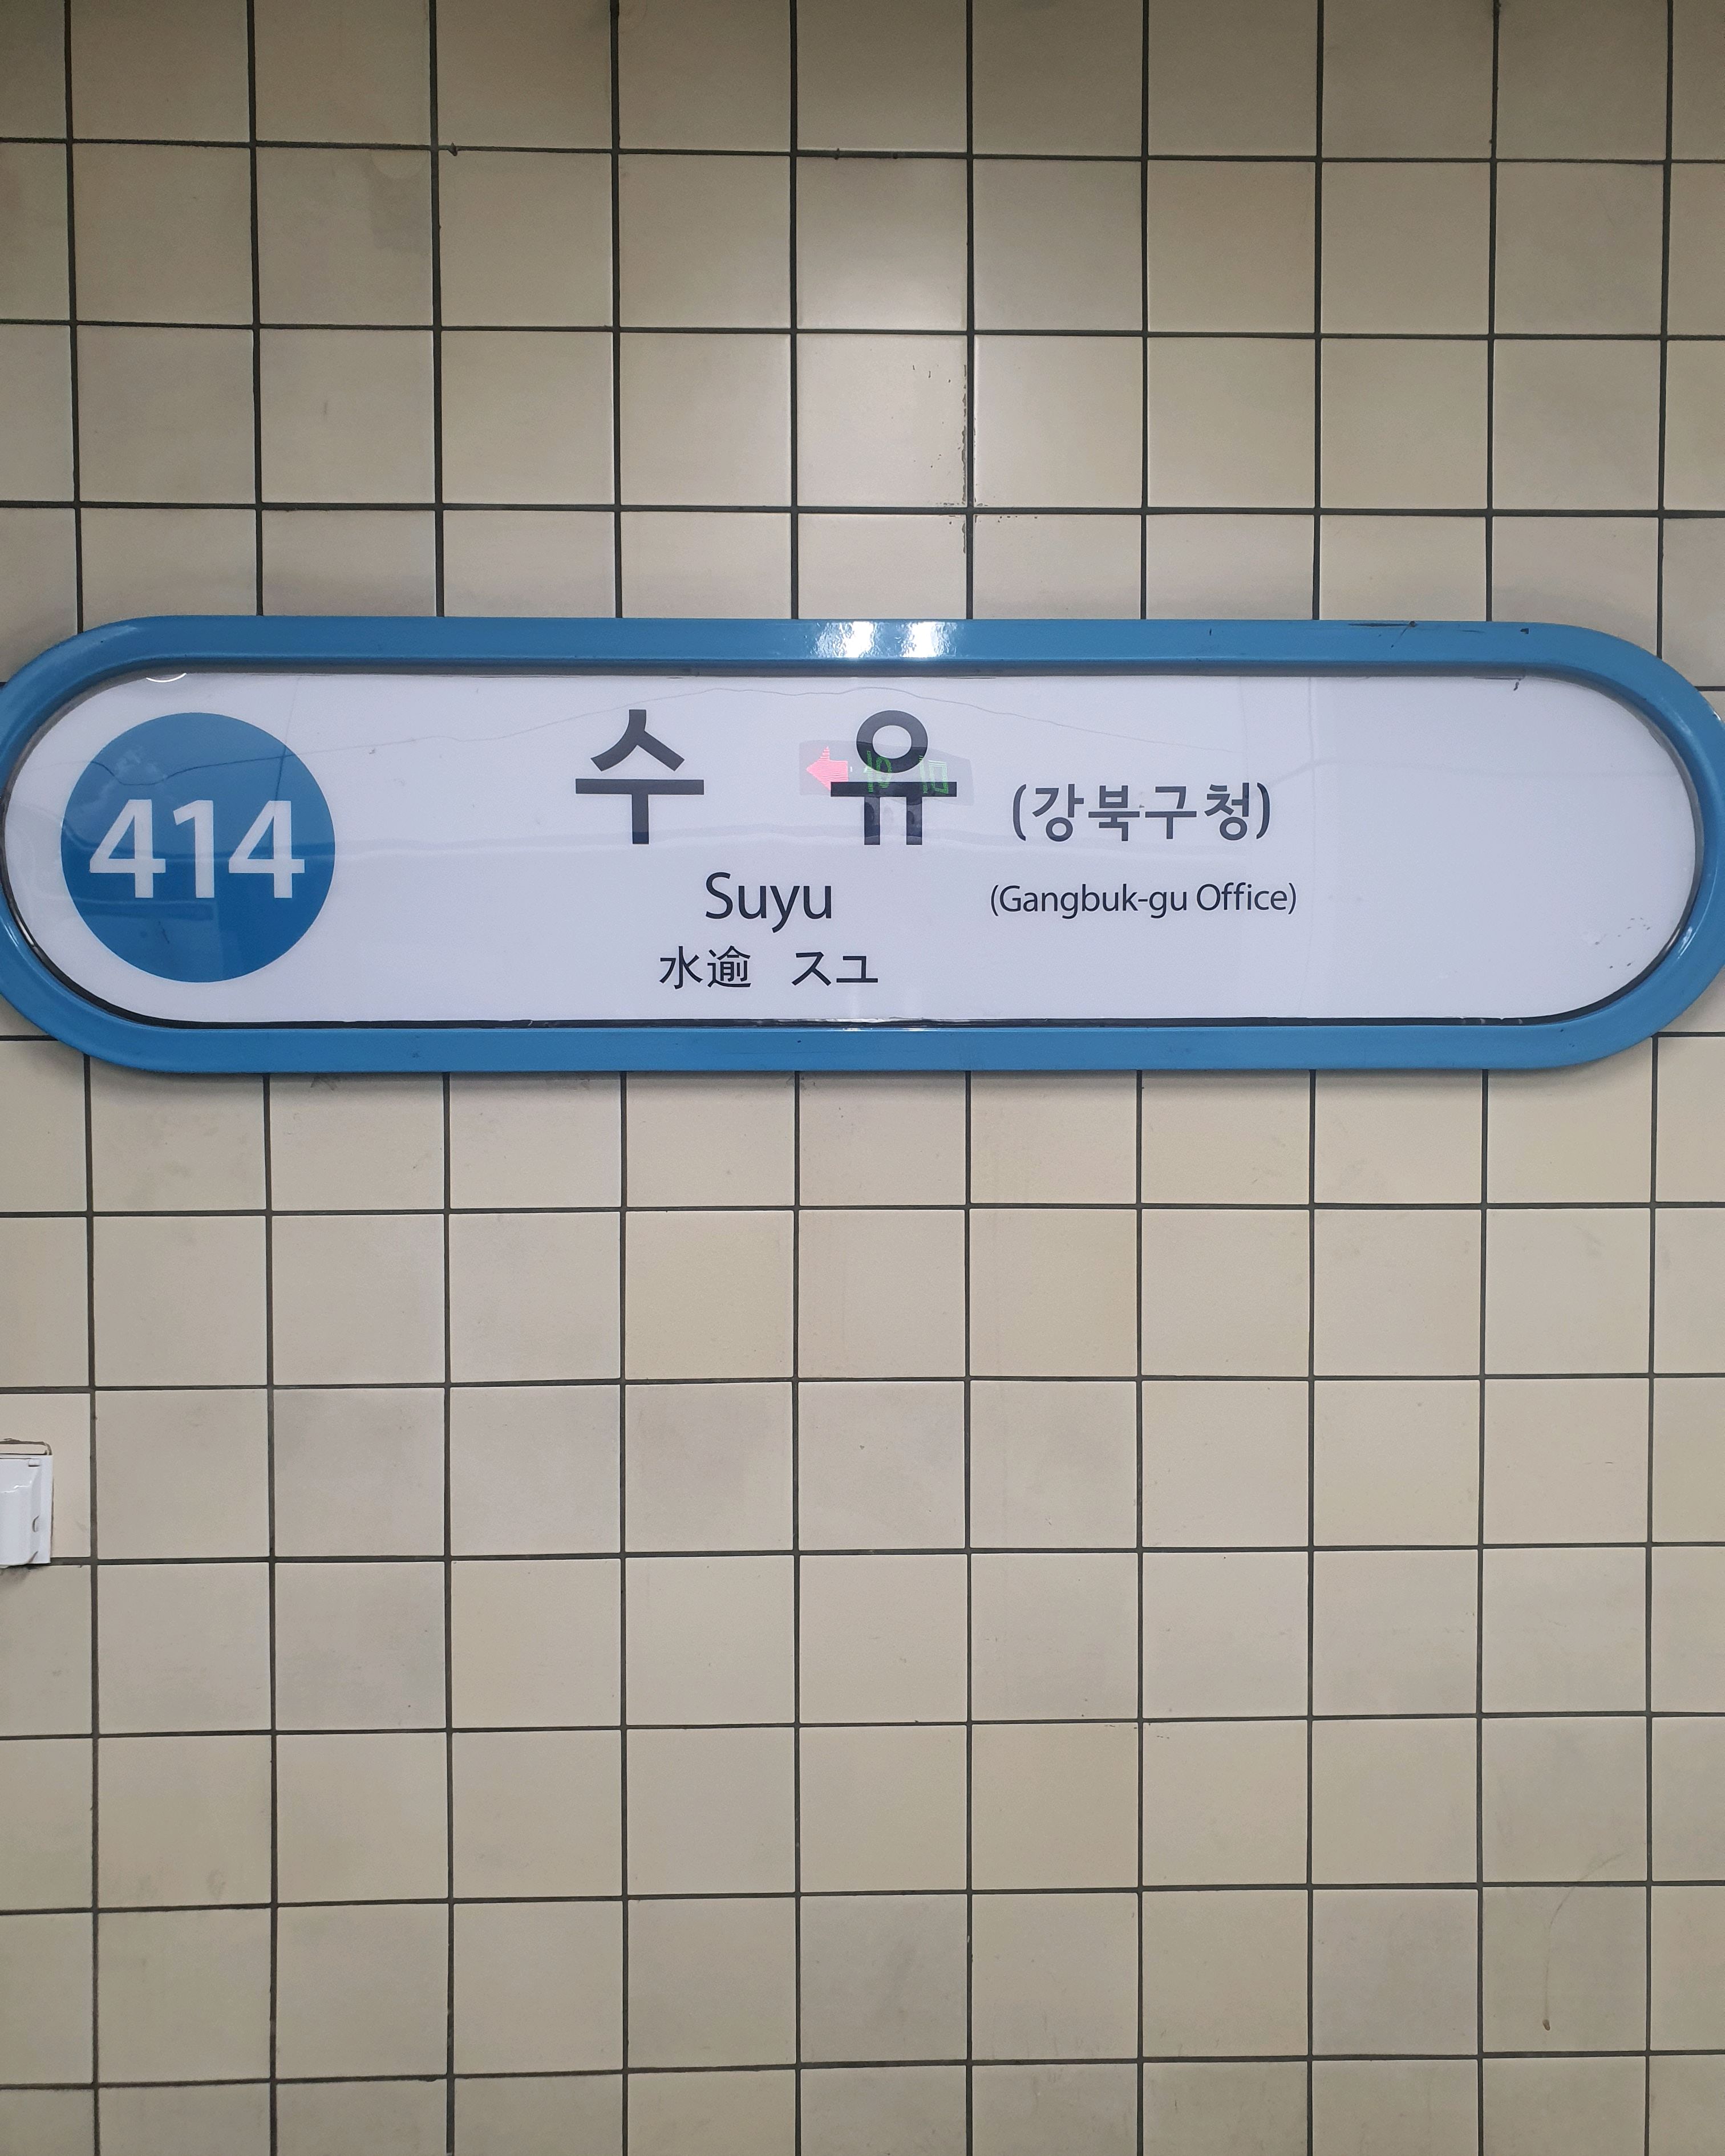 414
수 유 (강북구청)
Suyu (Gangbuk-gu Office)
水逾 スユ